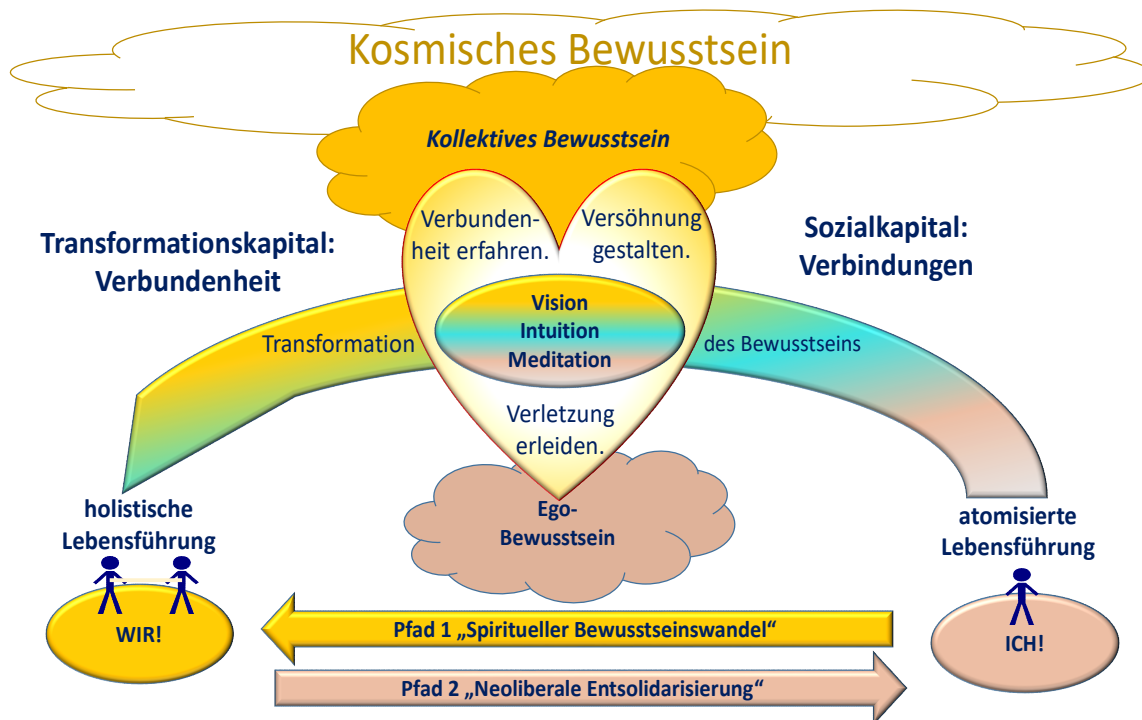 Kosmisches Bewusstsein
Kollektives Bewusstsein
Verbunden-
heit erfahren.
Versöhnung
gestalten.
Transformationskapital:
Verbundenheit
Sozialkapital:
Verbindungen
Vision
Intuition
Meditation
Transformation
des Bewusstseins
Verletzung
erleiden.
holistische
Lebensführung
Ego-
Bewusstsein
atomisierte
Lebensführung
WIR!
Pfad 1 „Spiritueller Bewusstseinswandel“
ICH!
Pfad 2 „Neoliberale Entsolidarisierung“